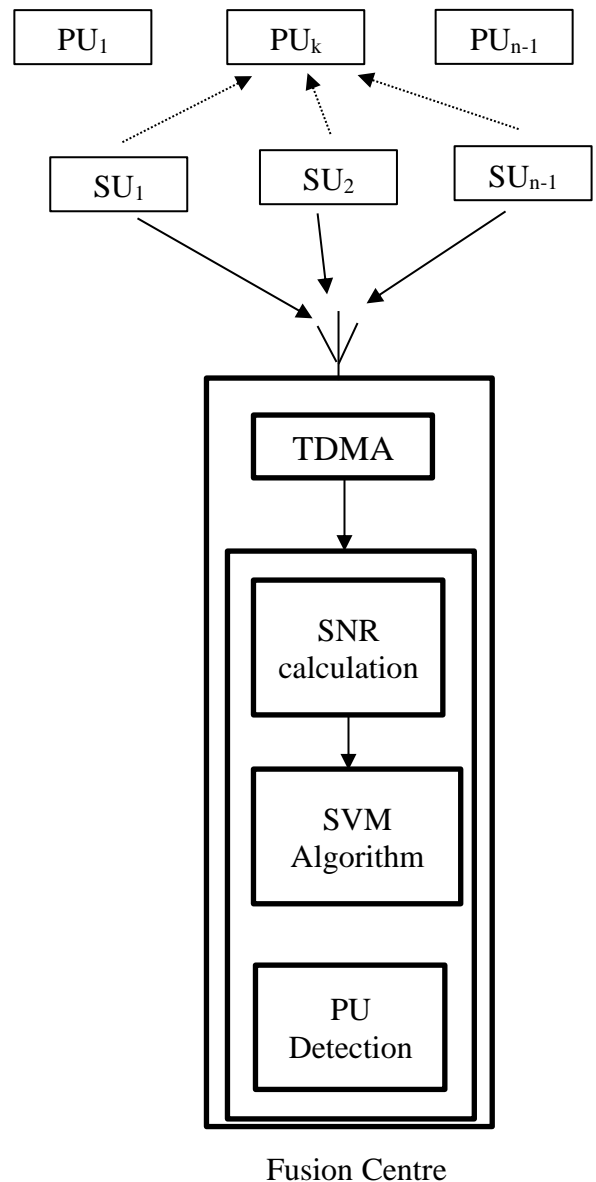 PU₁
PUₖ
PUₙ₋₁
SU₁
SU₂
SUₙ₋₁
TDMA
SNR
calculation
SVM
Algorithm
PU
Detection
Fusion Centre